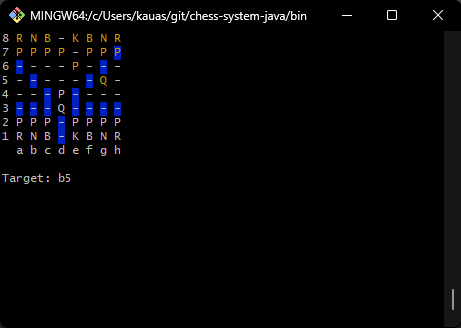 MINGW64:/c/Users/kauas/git/chess-system-java/bin
8 R N B - K B N R
7 P P P P - P P P
6 - - - - P - - -
5 - - - - - - Q -
4 - - - P - - - -
3 - - - Q - - - -
2 P P P - P P P P
1 R N B - K B N R
a b c d e f g h
Target: b5